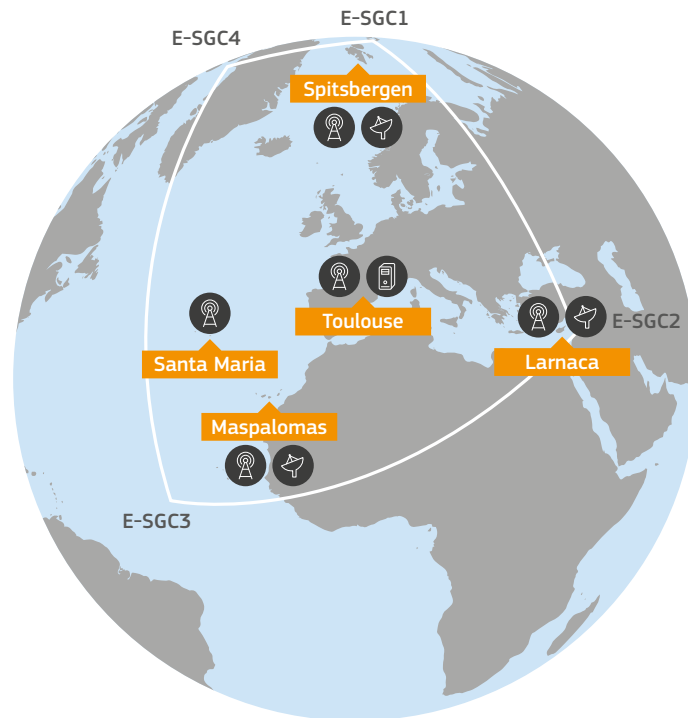 E-SGC1
E-SGC4
Spitsbergen
Toulouse
E-SGC2
Santa Maria
Larnaca
Maspalomas
E-SGC3